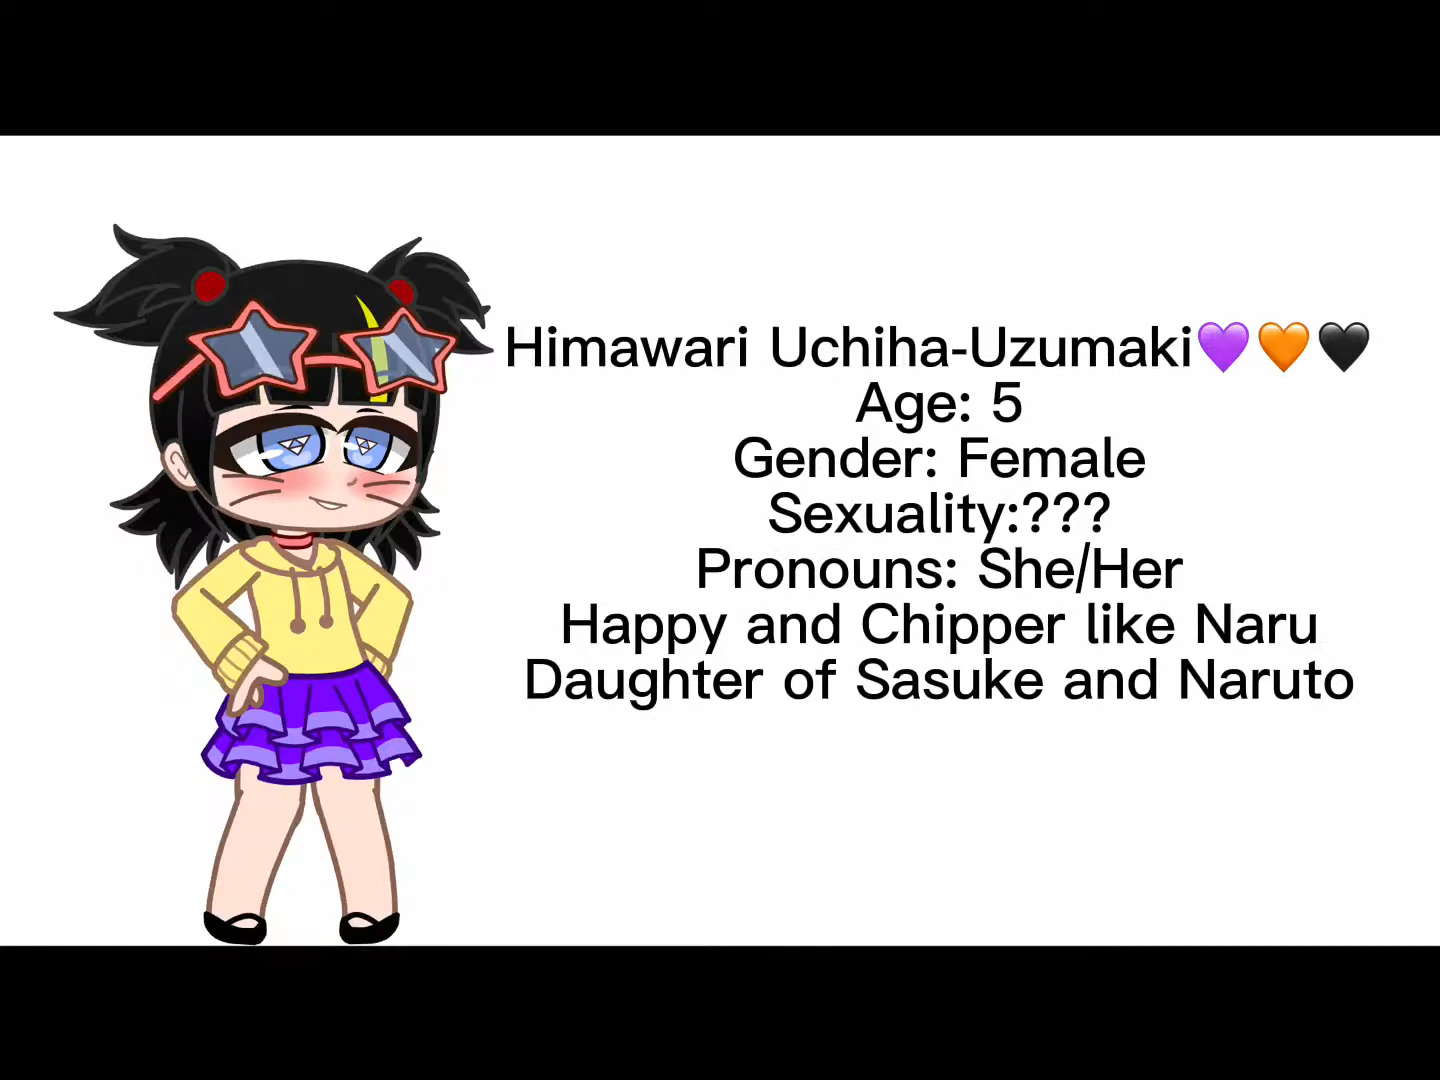 Himawari Uchiha-Uzumaki💜🧡🖤
Age: 5
Gender: Female
Sexuality:???
Pronouns: She/Her
Happy and Chipper like Naru
Daughter of Sasuke and Naruto